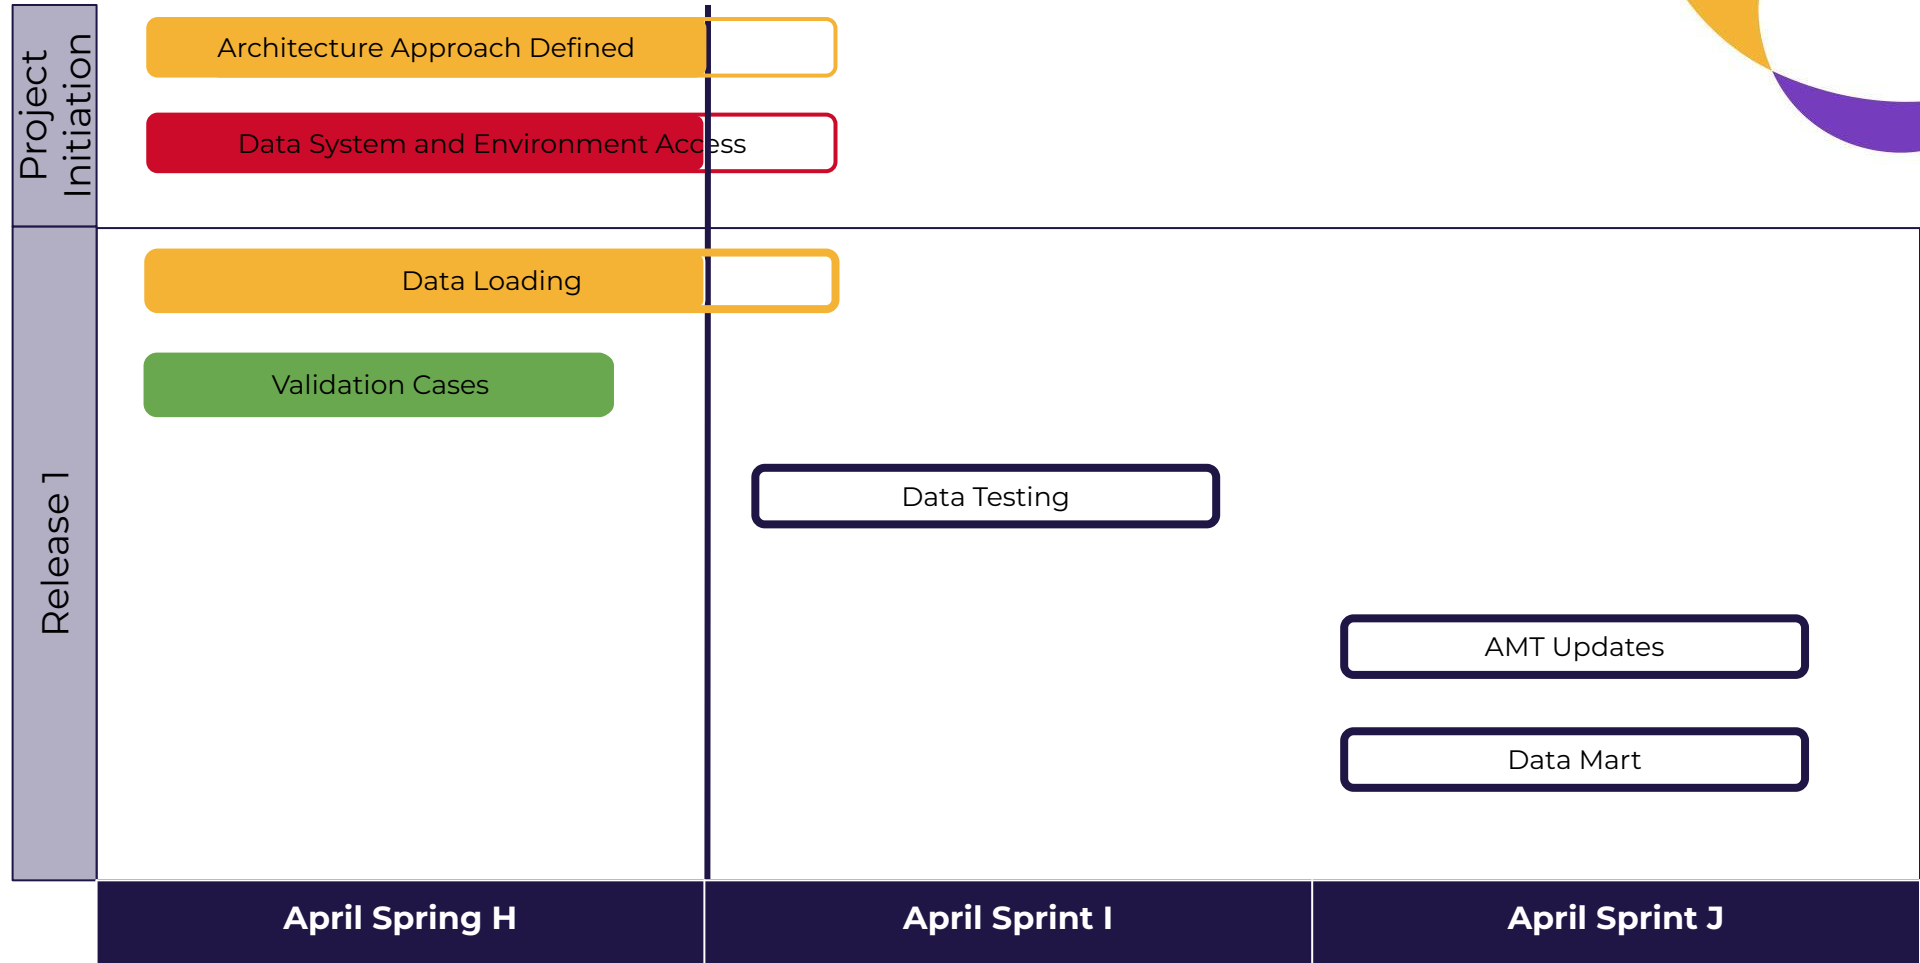 Project
Initiation
Architecture Approach Defined
Data System and Environment Access
Release 1
Data Loading
Validation Cases
Data Testing
AMT Updates
Data Mart
April Spring H
April Sprint I
April Sprint J